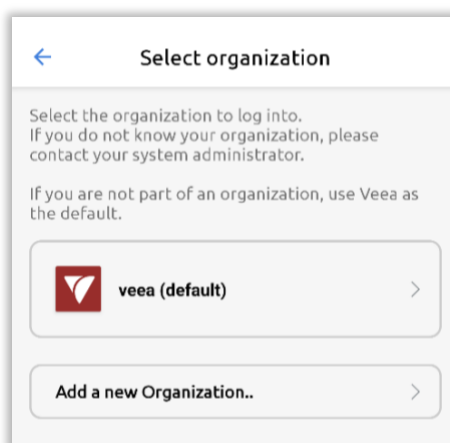 Select organization
Select the organization to log into.
If you do not know your organization, please
contact your system administrator.
If you are not part of an organization, use Veea as
the default.
veea (default)
Add a new Organization..